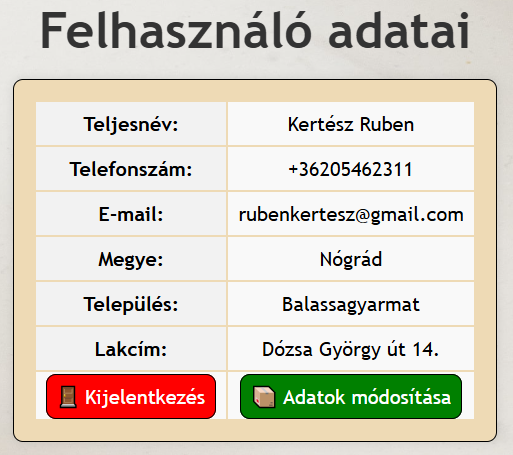 Felhasználó adatai
Teljesnév: Kertész Ruben
Telefonszám: +36205462311
E-mail: rubenkertesz@gmail.com
Megye: Nógrád
Település: Balassagyarmat
Lakcím: Dózsa György út 14.
Kijelentkezés Adatok módosítása